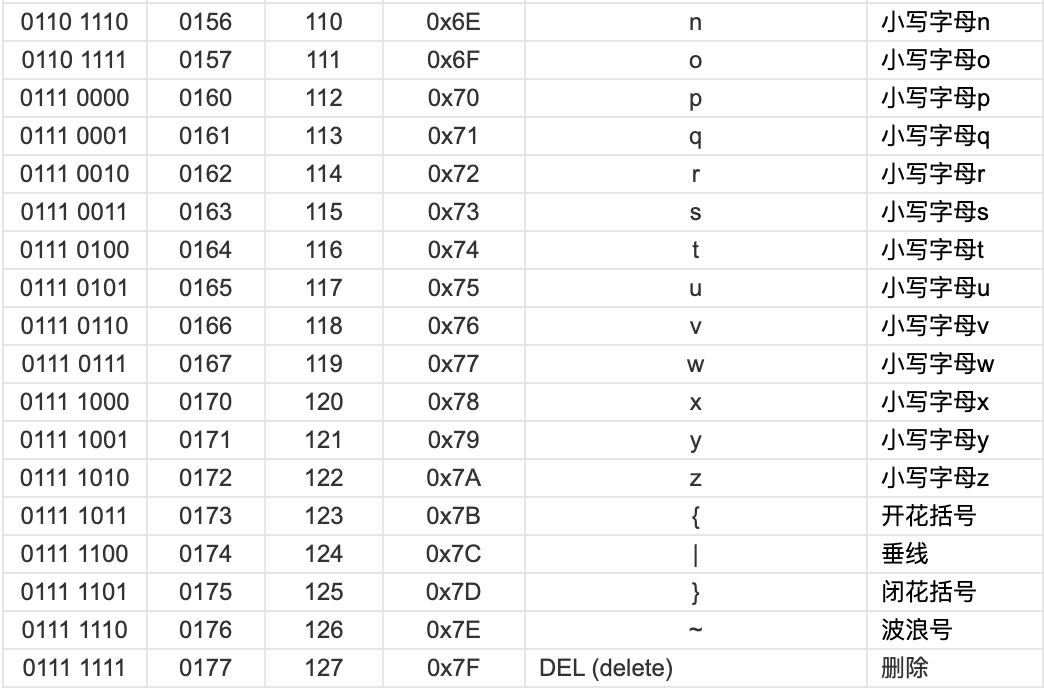 0110 1110 0156 110 0x6E n 小写字母n
0110 1111 0157 111 0x6F o 小写字母o
0111 0000 0160 112 0x70 p 小写字母p
0111 0001 0161 113 0x71 q 小写字母q
0111 0010 0162 114 0x72 r 小写字母r
0111 0011 0163 115 0x73 s 小写字母s
0111 0100 0164 116 0x74 t 小写字母t
0111 0101 0165 117 0x75 u 小写字母u
0111 0110 0166 118 0x76 v 小写字母v
0111 0111 0167 119 0x77 w 小写字母w
0111 1000 0170 120 0x78 x 小写字母x
0111 1001 0171 121 0x79 y 小写字母y
0111 1010 0172 122 0x7A z 小写字母z
0111 1011 0173 123 0x7B { 开花括号
0111 1100 0174 124 0x7C | 垂线
0111 1101 0175 125 0x7D } 闭花括号
0111 1110 0176 126 0x7E ~ 波浪号
0111 1111 0177 127 0x7F DEL (delete) 删除